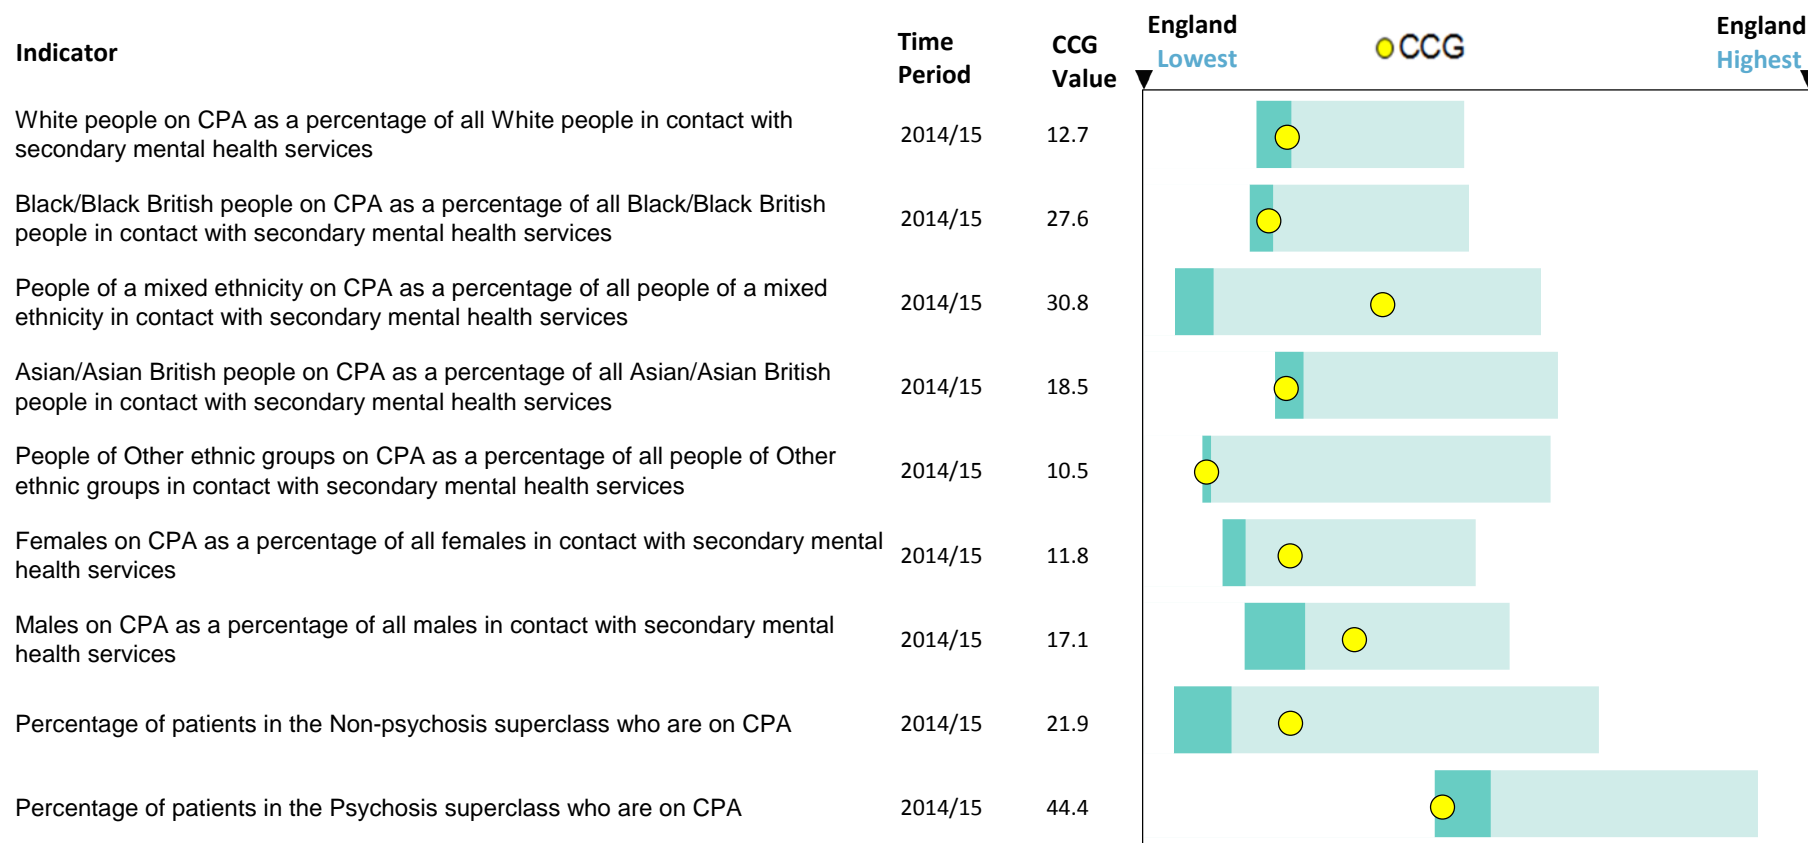 Indicator
Time
Period
CCG
Value
England
Lowest
CCG
England
Highest
White people on CPA as a percentage of all White people in contact with
secondary mental health services
2014/15
12.7
Black/Black British people on CPA as a percentage of all Black/Black British
people in contact with secondary mental health services
2014/15
27.6
People of a mixed ethnicity on CPA as a percentage of all people of a mixed
ethnicity in contact with secondary mental health services
2014/15
30.8
Asian/Asian British people on CPA as a percentage of all Asian/Asian British
people in contact with secondary mental health services
2014/15
18.5
People of Other ethnic groups on CPA as a percentage of all people of Other
ethnic groups in contact with secondary mental health services
2014/15
10.5
Females on CPA as a percentage of all females in contact with secondary mental
health services
2014/15
11.8
Males on CPA as a percentage of all males in contact with secondary mental
health services
2014/15
17.1
Percentage of patients in the Non-psychosis superclass who are on CPA
2014/15
21.9
Percentage of patients in the Psychosis superclass who are on CPA
2014/15
44.4